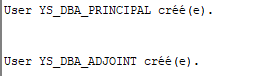 User YS_DBA_PRINCIPAL créé(e).
User YS_DBA_ADJOINT créé(e).